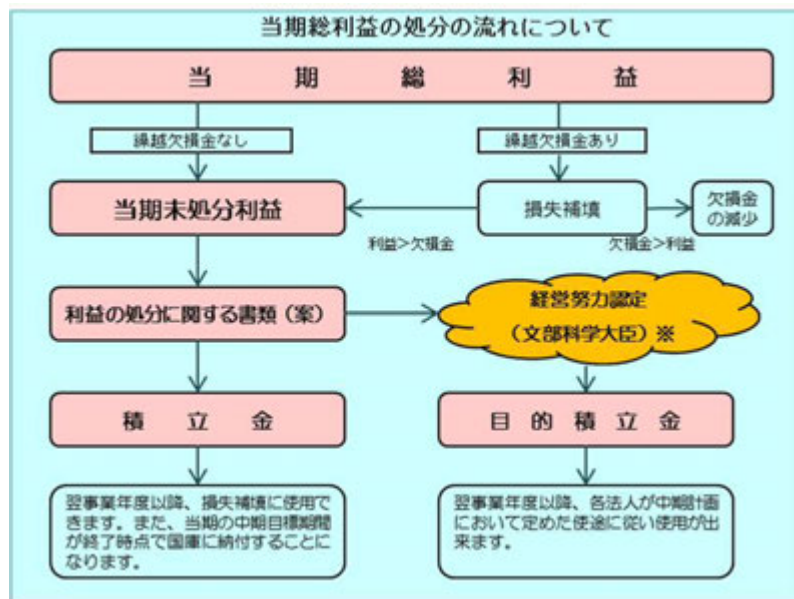 当期総利益の処分の流れについて
当期総利益
繰越欠損金なし
繰越欠損金あり
当期未処分利益
損失補填
欠損金
の減少
利益>欠損金
欠損金>利益
利益の処分に関する書類（案）
経営努力認定
（文部科学大臣）※
積立金
目的積立金
翌事業年度以降、損失補填に使用で
きます。また、当期の中期目標期間
が終了時点で国庫に納付することに
なります。
翌事業年度以降、各法人が中期計画
において定めた使途に従い使用が出
来ます。